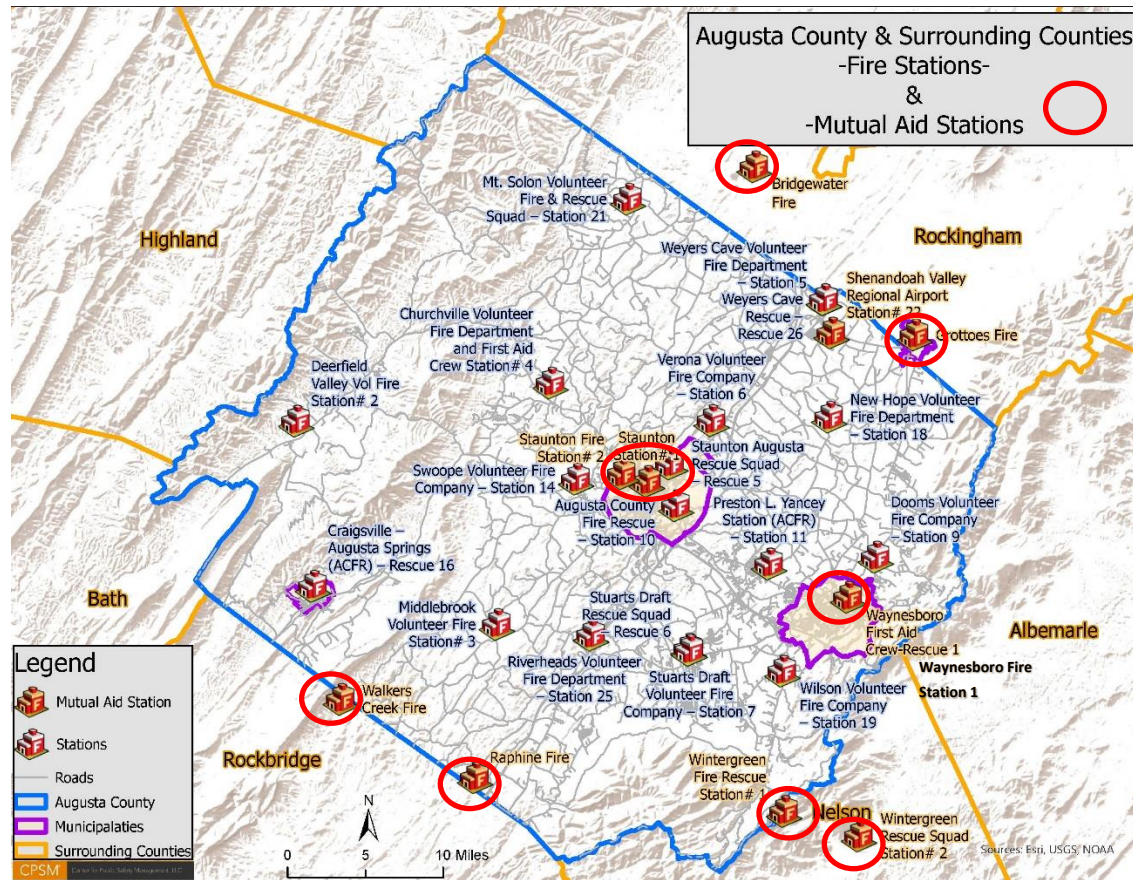 Augusta County & Surrounding Counties
-Fire Stations-
&
-Mutual Aid Stations
Bridgewater
Fire
Mt. Solon Volunteer
Fire & Rescue
Squad – Station 21
Highland
Rockingham
Weyers Cave Volunteer
Fire Department
– Station 5
Weyers Cave
Rescue –
Rescue 26
Shenandoah Valley
Regional Airport
Station# 22
Grottoes Fire
Churchville Volunteer
Fire Department
and First Aid
Crew Station# 4
Deerfield
Valley Vol Fire
Station# 2
Verona Volunteer
Fire Company
– Station 6
New Hope Volunteer
Fire Department
– Station 18
Staunton Fire
Station# 2
Staunton
Station# 1
Staunton Augusta
Rescue Squad
– Rescue 5
Swoope Volunteer Fire
Company – Station 14
Augusta County
Fire Rescue
– Station 10
Preston L. Yancey
Station (ACFR)
– Station 11
Dooms Volunteer
Fire Company
– Station 9
Craigsville –
Augusta Springs
(ACFR) – Rescue 16
Bath
Middlebrook
Volunteer Fire
Station# 3
Stuarts Draft
Rescue Squad
– Rescue 6
Riverheads Volunteer
Fire Department
– Station 25
Stuarts Draft
Volunteer Fire
Company – Station 7
Waynesboro
First Aid
Crew-Rescue 1
Albemarle
Waynesboro Fire
Station 1
Wilson Volunteer
Fire Company
– Station 19
Walkers
Creek Fire
Rockbridge
Raphine Fire
Wintergreen
Fire Rescue
Station# 1
Nelson
Wintergreen
Rescue Squad
Station# 2
Legend
Mutual Aid Station
Stations
Roads
Augusta County
Municipalaties
Surrounding Counties
CPSM
Center for Public Safety Management, LLC
N
0 5 10 Miles
Sources: Esri, USGS, NOAA